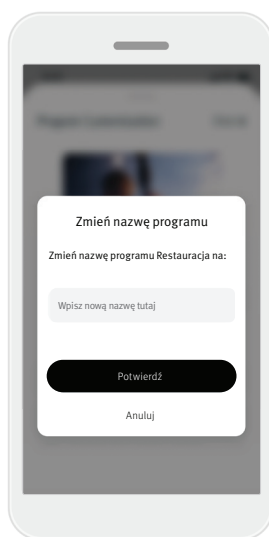 Zmień nazwę programu
Zmień nazwę programu Restauracja na:
Wpisz nową nazwę tutaj
Potwierdź
Anuluj